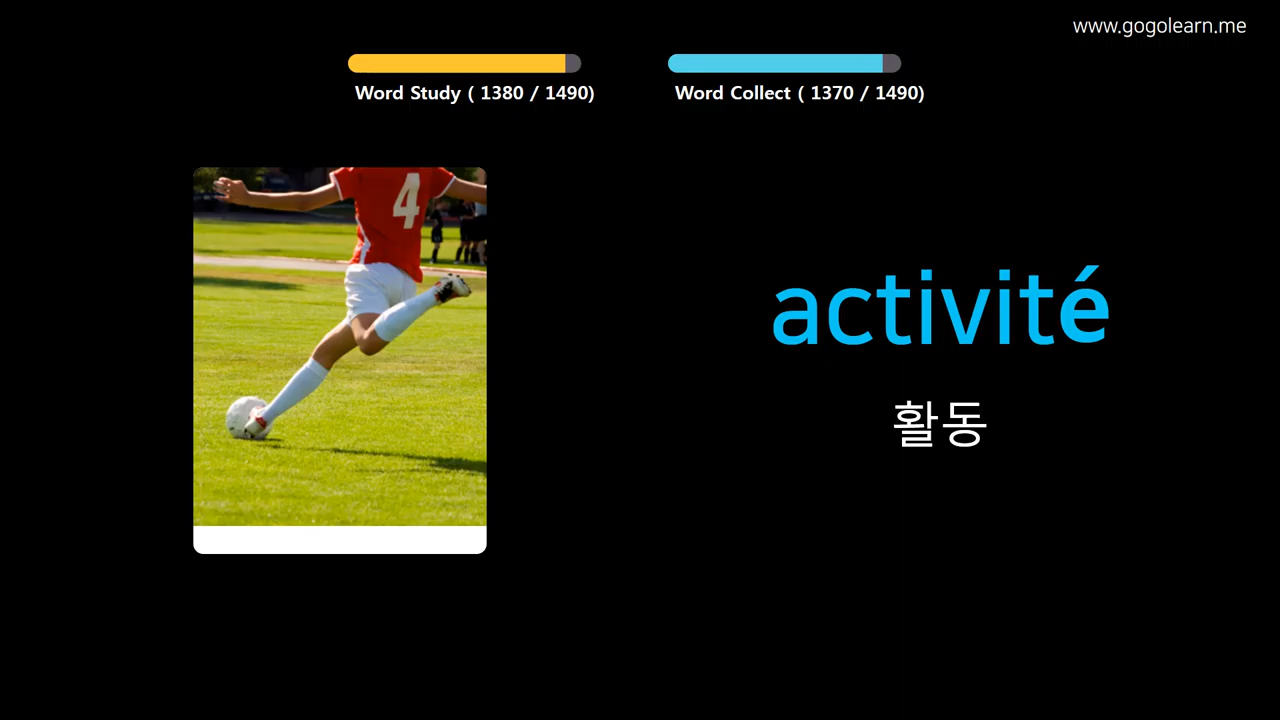 www.gogolearn.me
Word Study ( 1380 / 1490)
Word Collect ( 1370 / 1490)
4
activité
활동